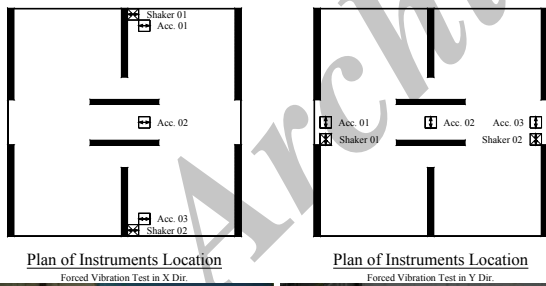 Shaker 01
Acc. 01
Acc. 02
Acc. 03
Shaker 02
Plan of Instruments Location
Forced Vibration Test in X Dir.
Acc. 01
Acc. 02
Acc. 03
Shaker 01
Shaker 02
Plan of Instruments Location
Forced Vibration Test in Y Dir.
Archi